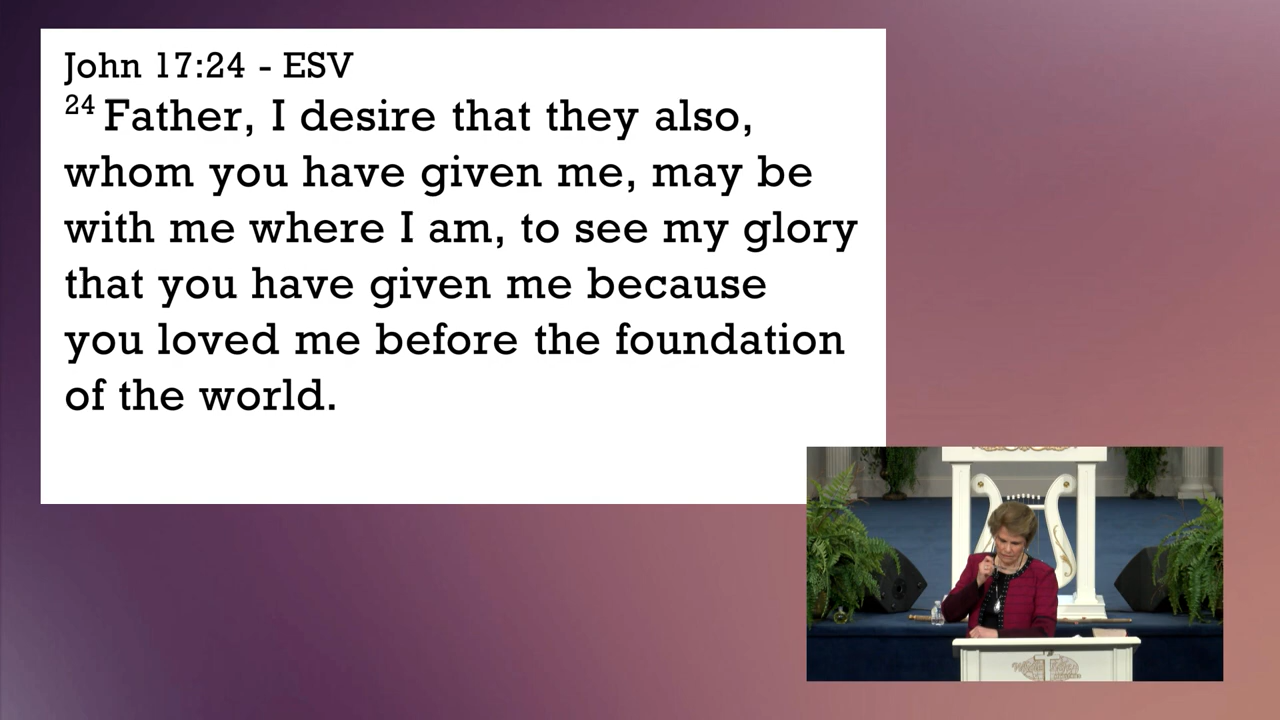 John 17:24 - ESV
24 Father, I desire that they also,
whom you have given me, may be
with me where I am, to see my glory
that you have given me because
you loved me before the foundation
of the world.